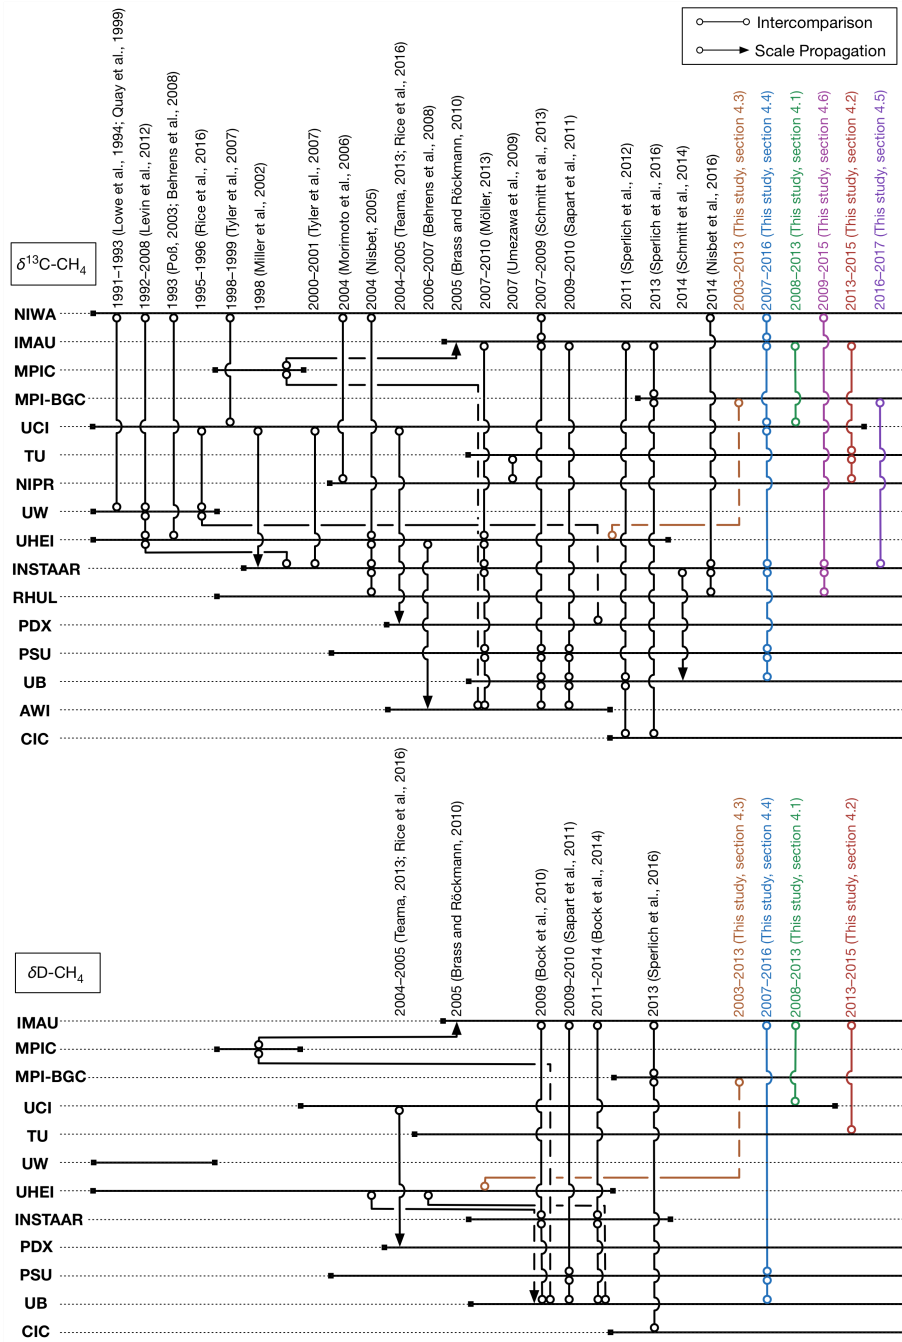 Intercomparison
Scale Propagation
δ¹³C-CH₄
1991–1993 (Lowe et al., 1994; Quay et al., 1999)
1992–2008 (Levin et al., 2012)
1993 (Poß, 2003; Behrens et al., 2008)
1995–1996 (Rice et al., 2016)
1998–1999 (Tyler et al., 2007)
1998 (Miller et al., 2002)
2000–2001 (Tyler et al., 2007)
2004 (Morimoto et al., 2006)
2004 (Nisbet, 2005)
2004–2005 (Teama, 2013; Rice et al., 2016)
2006–2007 (Behrens et al., 2008)
2005 (Brass and Röckmann, 2010)
2007–2010 (Möller, 2013)
2007 (Umezawa et al., 2009)
2007–2009 (Schmitt et al., 2013)
2009–2010 (Sapart et al., 2011)
2011 (Sperlich et al., 2012)
2013 (Sperlich et al., 2016)
2014 (Schmitt et al., 2014)
2014 (Nisbet et al., 2016)
2003–2013 (This study, section 4.3)
2007–2016 (This study, section 4.4)
2008–2013 (This study, section 4.1)
2009–2015 (This study, section 4.6)
2013–2015 (This study, section 4.2)
2016–2017 (This study, section 4.5)
NIWA
IMAU
MPIC
MPI-BGC
UCI
TU
NIPR
UW
UHEI
INSTAAR
RHUL
PDX
PSU
UB
AWI
CIC
δD-CH₄
2004–2005 (Teama, 2013; Rice et al., 2016)
2005 (Brass and Röckmann, 2010)
2009 (Bock et al., 2010)
2009–2010 (Sapart et al., 2011)
2011–2014 (Bock et al., 2014)
2013 (Sperlich et al., 2016)
2003–2013 (This study, section 4.3)
2007–2016 (This study, section 4.4)
2008–2013 (This study, section 4.1)
2013–2015 (This study, section 4.2)
IMAU
MPIC
MPI-BGC
UCI
TU
UW
UHEI
INSTAAR
PDX
PSU
UB
CIC